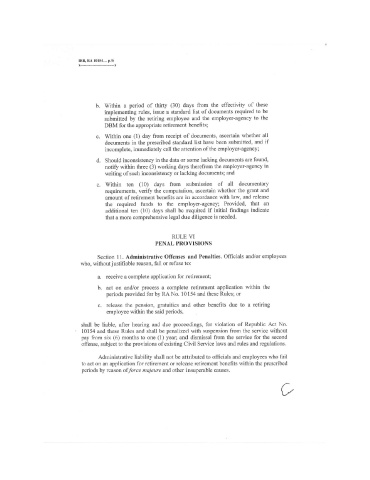 IRR, RA 10154 ... p.9
b. Within a period of thirty (30) days from the effectivity of these
implementing rules, issue a standard list of documents required to be
submitted by the retiring employee and the employer-agency to the
DBM for the appropriate retirement benefits;
c. Within one (1) day from receipt of documents, ascertain whether all
documents in the prescribed standard list have been submitted, and if
incomplete, immediately call the attention of the employer-agency;
d. Should inconsistency in the data or some lacking documents are found,
notify within three (3) working days therefrom the employer-agency in
writing of such inconsistency or lacking documents; and
e. Within ten (10) days from submission of all documentary
requirements, verify the computation, ascertain whether the grant and
amount of retirement benefits are in accordance with law, and release
the required funds to the employer-agency; Provided, that an
additional ten (10) days shall be required if initial findings indicate
that a more comprehensive legal due diligence is needed.
RULE VI
PENAL PROVISIONS
Section 11. Administrative Offenses and Penalties. Officials and/or employees
who, without justifiable reason, fail or refuse to:
a. receive a complete application for retirement;
b. act on and/or process a complete retirement application within the
periods provided for by RA No. 10154 and these Rules; or
c. release the pension, gratuities and other benefits due to a retiring
employee within the said periods,
shall be liable, after hearing and due proceedings, for violation of Republic Act No.
10154 and these Rules and shall be penalized with suspension from the service without
pay from six (6) months to one (1) year; and dismissal from the service for the second
offense, subject to the provisions of existing Civil Service laws and rules and regulations.
Administrative liability shall not be attributed to officials and employees who fail
to act on an application for retirement or release retirement benefits within the prescribed
periods by reason of force majeure and other insuperable causes.